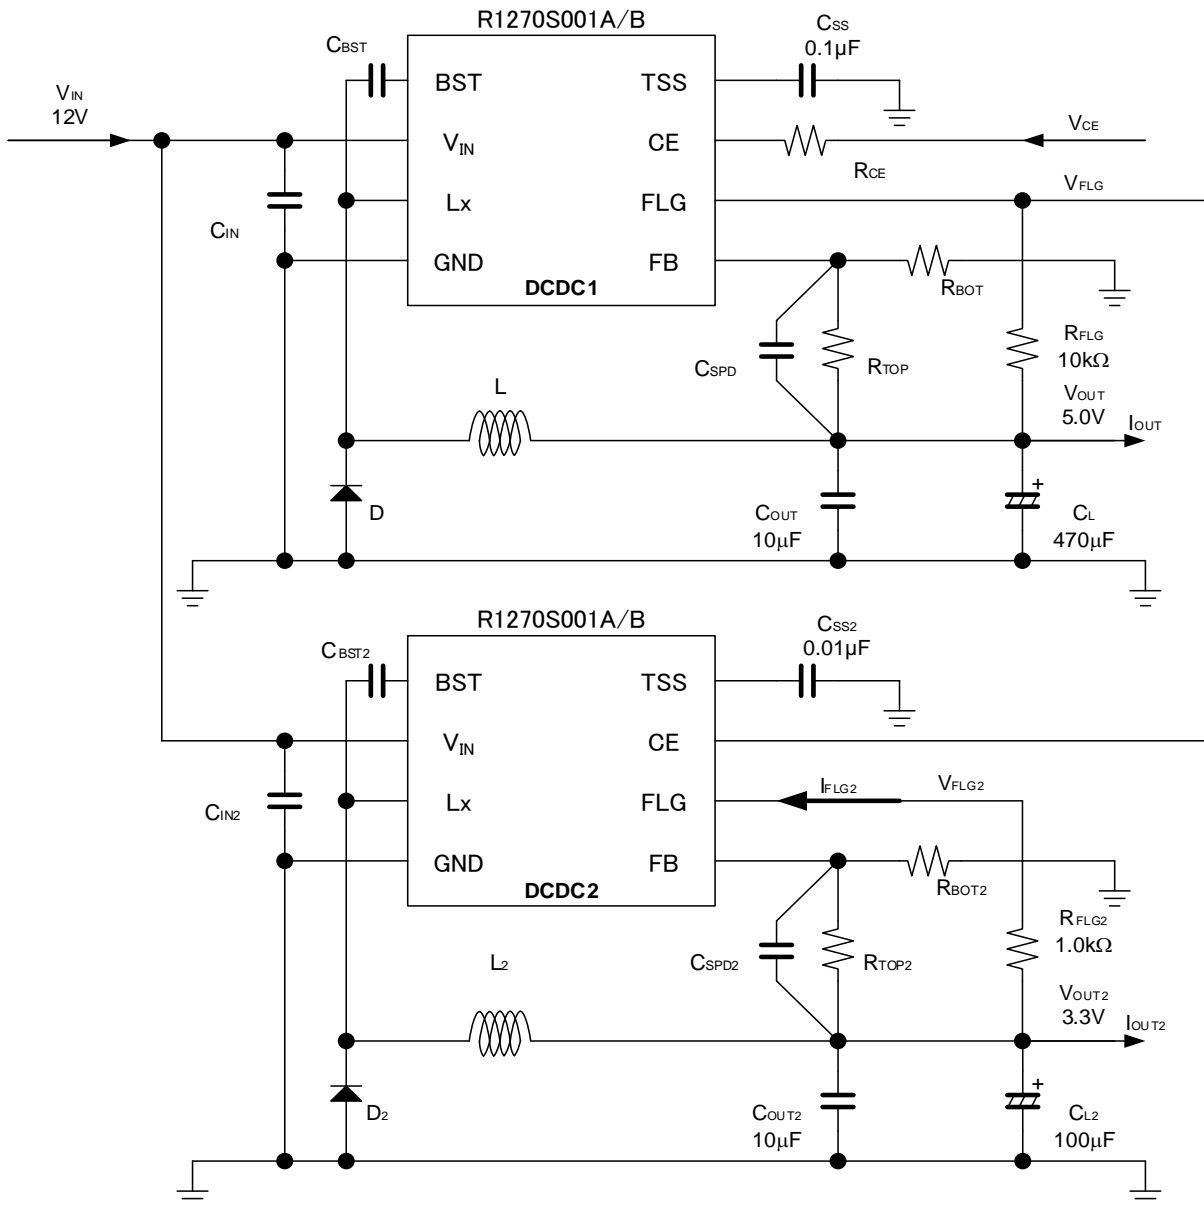 R1270S001A/B
CBST
CSS
0.1µF
BST
TSS
VIN
12V
VIN
CE
VCE
RCE
Lx
FLG
VFLG
CIN
GND
FB
RBOT
DCDC1
RFLG
10kΩ
CSPD
RTOP
L
VOUT
5.0V
IOUT
D
COUT
10µF
+
CL
470µF
R1270S001A/B
CBST2
CSS2
0.01µF
BST
TSS
VIN
CE
CIN2
Lx
FLG
IFLG2
VFLG2
GND
FB
RBOT2
DCDC2
RFLG2
1.0kΩ
CSPD2
RTOP2
L2
VOUT2
3.3V
IOUT2
D2
COUT2
10µF
+
CL2
100µF